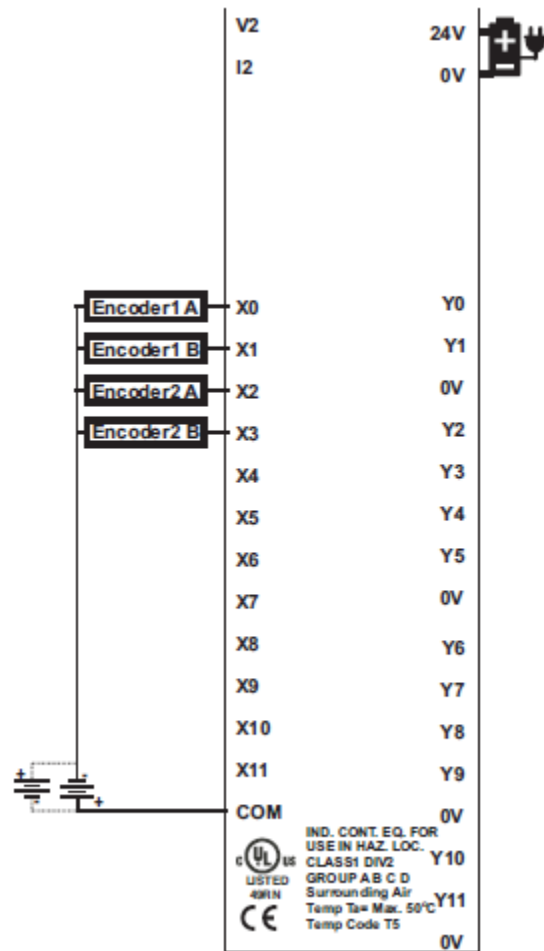 V2
24V
I2
0V
Encoder1 A
X0
Y0
Encoder1 B
X1
Y1
Encoder2 A
X2
0V
Encoder2 B
X3
Y2
X4
Y3
X5
Y4
X6
Y5
X7
0V
X8
Y6
X9
Y7
X10
Y8
X11
Y9
COM
0V
IND. CONT. EQ. FOR
USE IN HAZ. LOC.
CLASS1 DIV2
GROUP A B C D
Surrounding Air
Temp Ta= Max. 50°C
Temp Code T5
C UL US
LISTED
49RN
CE
Y10
Y11
0V